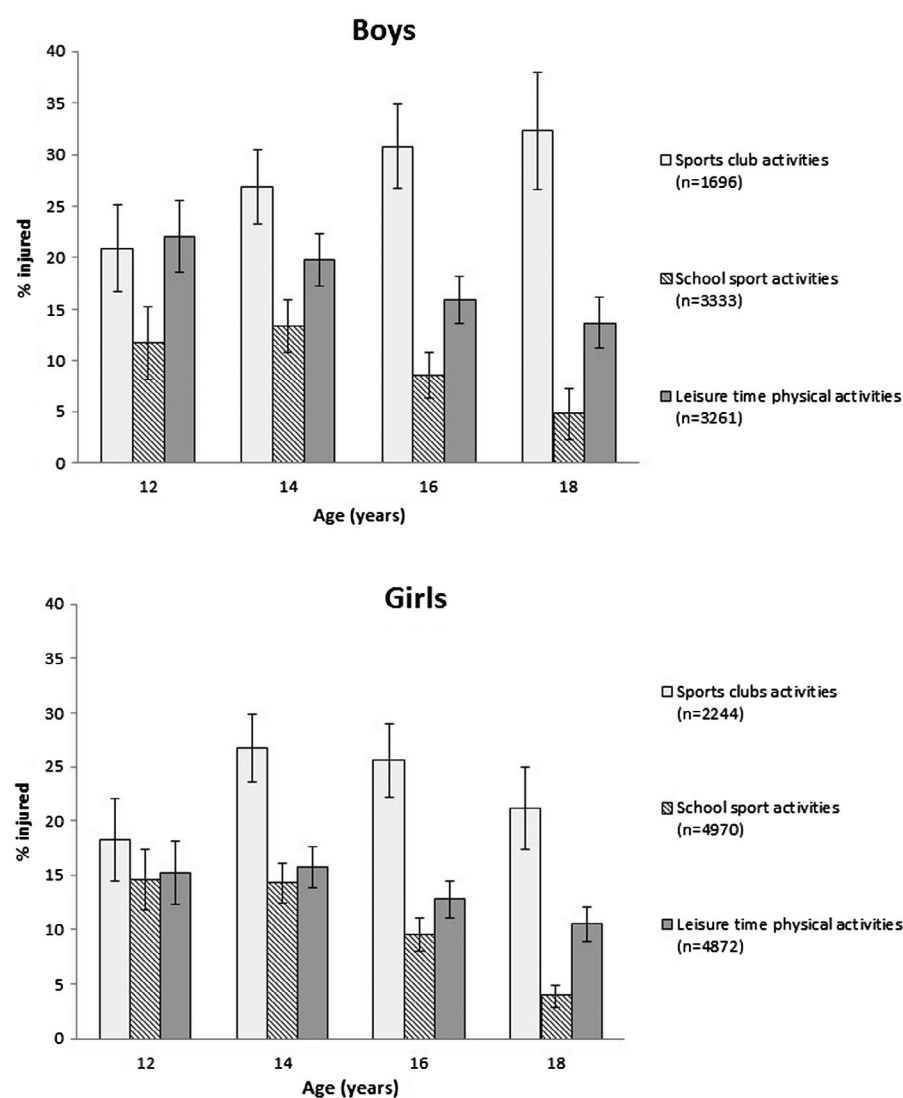 Boys
40
35
30
25
20
15
10
5
0
% injured
12 14 16 18
Age (years)
Sports club activities
(n=1696)
School sport activities
(n=3333)
Leisure time physical activities
(n=3261)
Girls
40
35
30
25
20
15
10
5
0
% injured
12 14 16 18
Age (years)
Sports clubs activities
(n=2244)
School sport activities
(n=4970)
Leisure time physical activities
(n=4872)